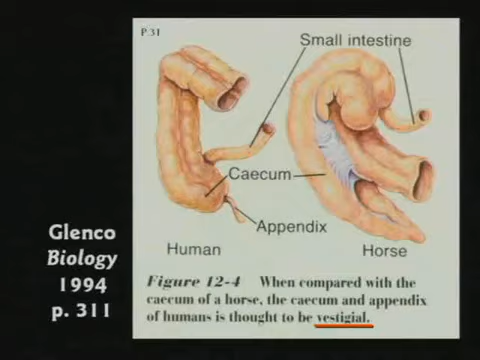 P.31
Small intestine
Caecum
Appendix
Human
Horse
Glenco
Biology
1994
p. 311
Figure 12-4 When compared with the
caecum of a horse, the caecum and appendix
of humans is thought to be vestigial.